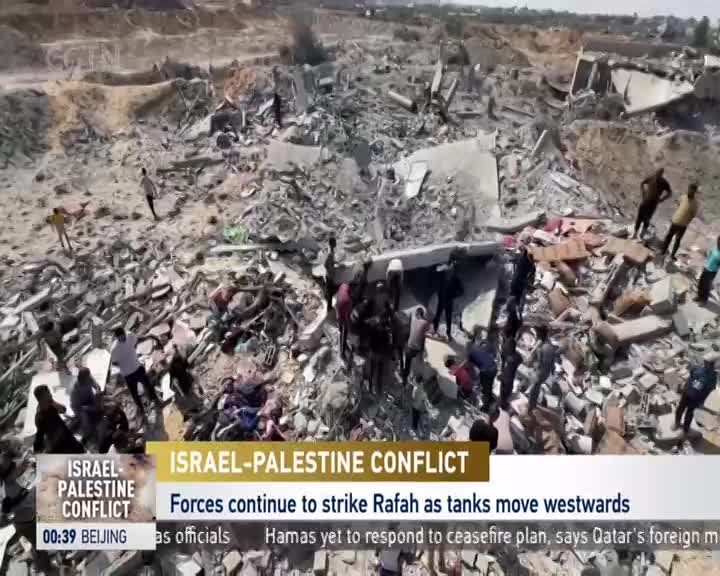 ISRAEL-PALESTINE CONFLICT
Forces continue to strike Rafah as tanks move westwards
ISRAEL-
PALESTINE
CONFLICT
00:39 BEIJING
as officials Hamas yet to respond to ceasefire plan, says Qatar's foreign m